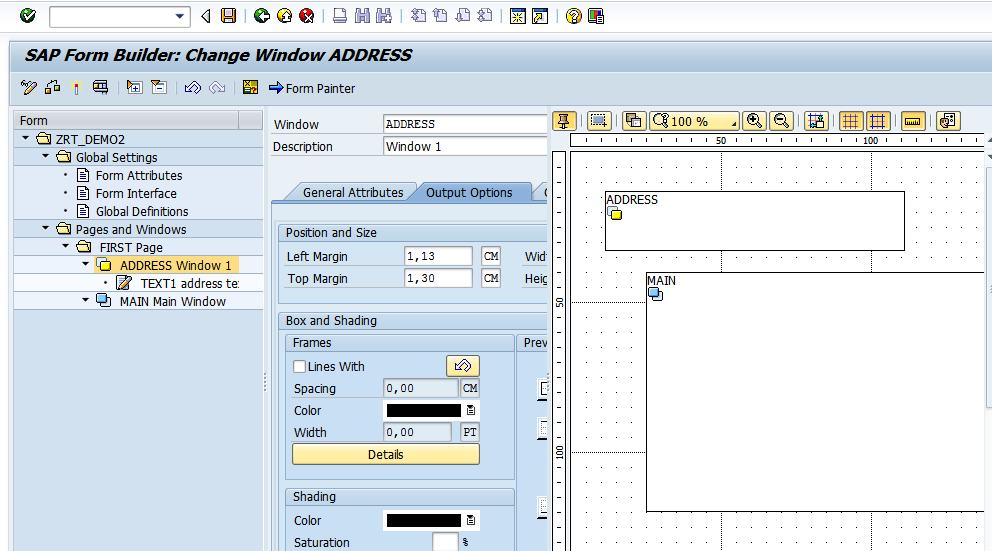 100 %
SAP Form Builder: Change Window ADDRESS
Form Painter
Form
ZRT_DEMO2
Global Settings
Form Attributes
Form Interface
Global Definitions
Pages and Windows
FIRST Page
ADDRESS Window 1
TEXT1 address te
MAIN Main Window
Window ADDRESS
Description Window 1
General Attributes Output Options
Position and Size
Left Margin 1,13 CM Wid
Top Margin 1,30 CM Heig
Box and Shading
Frames Prev
Lines With
Spacing 0,00 CM
Color
Width 0,00 PT
Details
Shading
Color
Saturation %
50 100
50
100
ADDRESS
MAIN